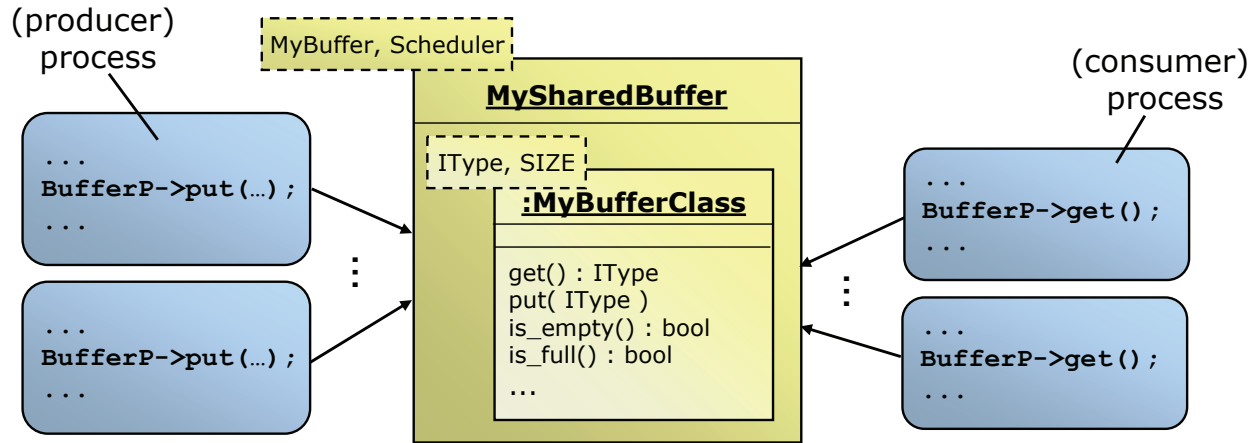 (producer)
process
...
BufferP->put(…);
...
...
BufferP->put(…);
...
⋮
MyBuffer, Scheduler
MySharedBuffer
IType, SIZE
:MyBufferClass
get() : IType
put( IType )
is_empty() : bool
is_full() : bool
...
⋮
(consumer)
process
...
BufferP->get();
...
...
BufferP->get();
...